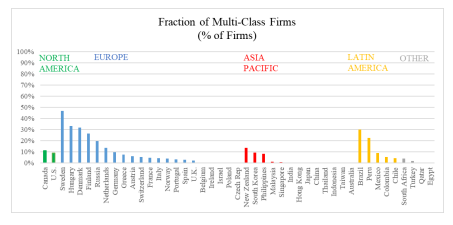 Fraction of Multi-Class Firms
(% of Firms)
100%
90%
80%
70%
60%
50%
40%
30%
20%
10%
0%
NORTH
AMERICA
EUROPE
ASIA
PACIFIC
LATIN
AMERICA
OTHER
Canada
U.S.
Sweden
Hungary
Denmark
Finland
Russia
Netherlands
Germany
Greece
Austria
Switzerland
France
Italy
Norway
Portugal
Spain
U.K.
Belgium
Ireland
Israel
Poland
Czech Rep
New Zealand
South Korea
Philippines
Malaysia
Singapore
India
Hong Kong
Japan
China
Thailand
Indonesia
Taiwan
Australia
Brazil
Peru
Mexico
Colombia
Chile
South Africa
Turkey
Qatar
Egypt